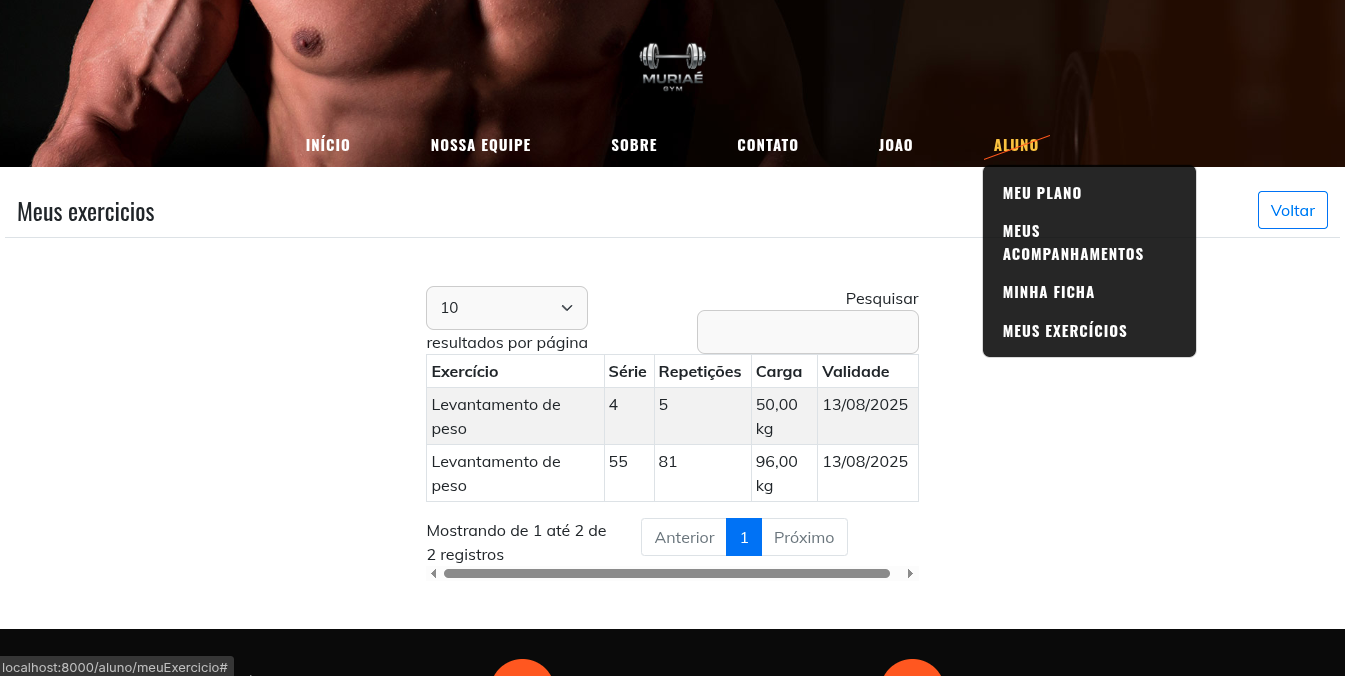 MURIAÉ
GYM
INÍCIO NOSSA EQUIPE SOBRE CONTATO JOAO ALUNO
MEU PLANO
MEUS
ACOMPANHAMENTOS
MINHA FICHA
MEUS EXERCÍCIOS
Meus exercicios
Voltar
10
resultados por página
Pesquisar
Exercício Série Repetições Carga Validade
Levantamento de peso 4 5 50,00 kg 13/08/2025
Levantamento de peso 55 81 96,00 kg 13/08/2025
Mostrando de 1 até 2 de
2 registros
Anterior 1 Próximo
localhost:8000/aluno/meuExercicio#